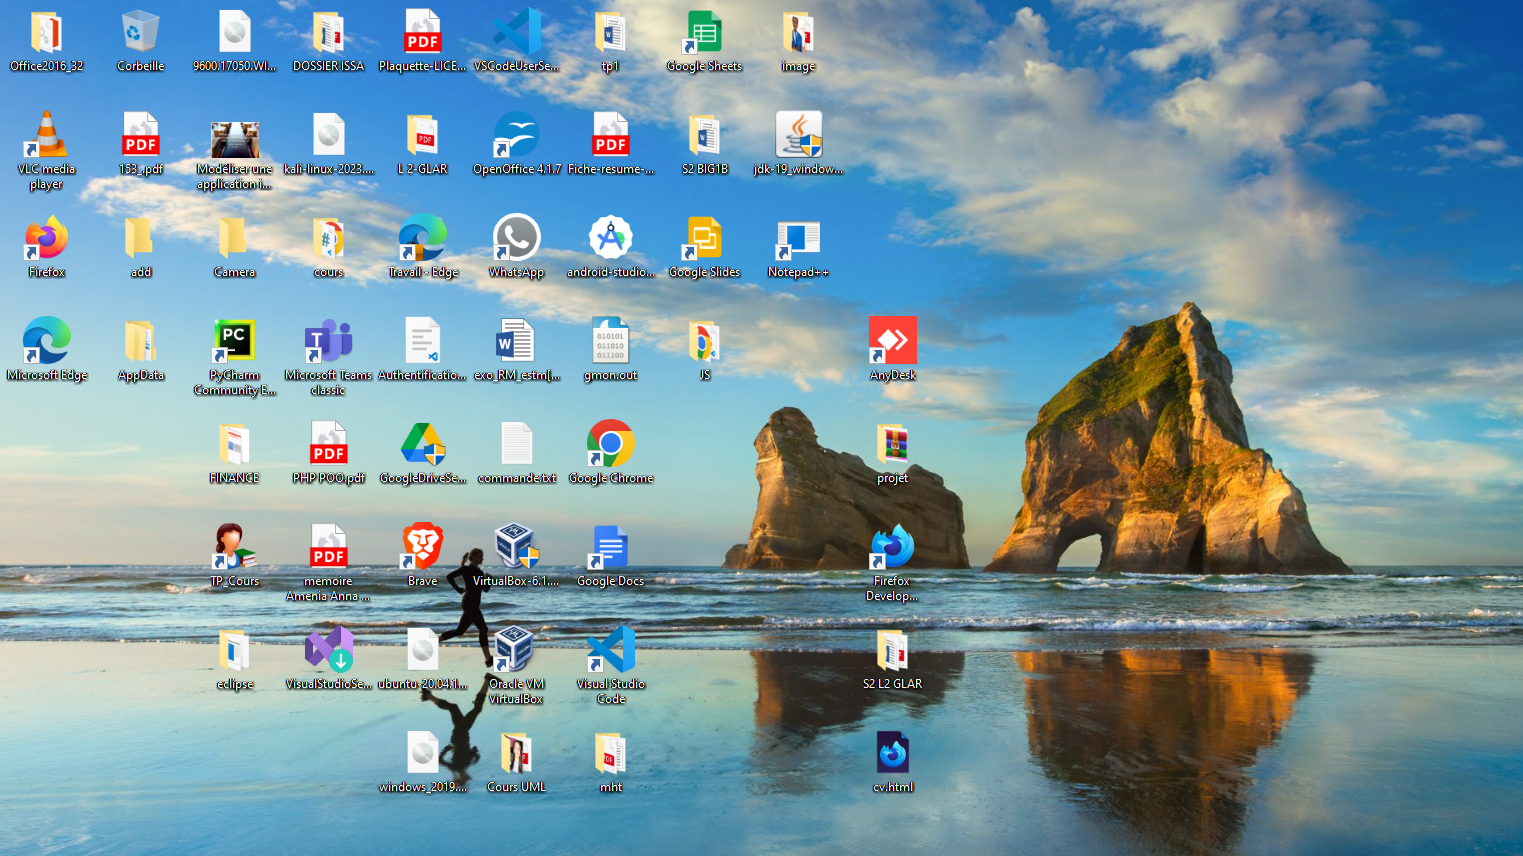 Office2016_32
Corbeille
9600.17050.WI...
DOSSIER ISSA
PDF
Plaquette-LICE...
VSCodeUserSe...
tp1
Google Sheets
image
VLC media
player
PDF
153_.pdf
Modéliser une
application i...
kali-linux-2023....
PDF
L 2-GLAR
OpenOffice 4.1.7
PDF
Fiche-resume-...
S2 BIG1B
jdk-19_window...
Firefox
add
Camera
cours
Travail - Edge
WhatsApp
android-studio...
Google Slides
Notepad++
Microsoft Edge
AppData
PC
PyCharm
Community E...
T
Microsoft Teams
classic
Authentificatio...
W
exo_RM_estm[...
010101
011010
011100
gmon.out
JS
AnyDesk
FINANCE
PDF
PHP POO.pdf
GoogleDriveSe...
commande.txt
Google Chrome
projet
TP_Cours
PDF
memoire
Amenia Anna ...
Brave
VirtualBox-6.1....
Google Docs
Firefox
Develop...
eclipse
VisualStudioSe...
ubuntu-20.04.1...
Oracle VM
VirtualBox
Visual Studio
Code
S2 L2 GLAR
windows_2019....
Cours UML
mht
cv.html